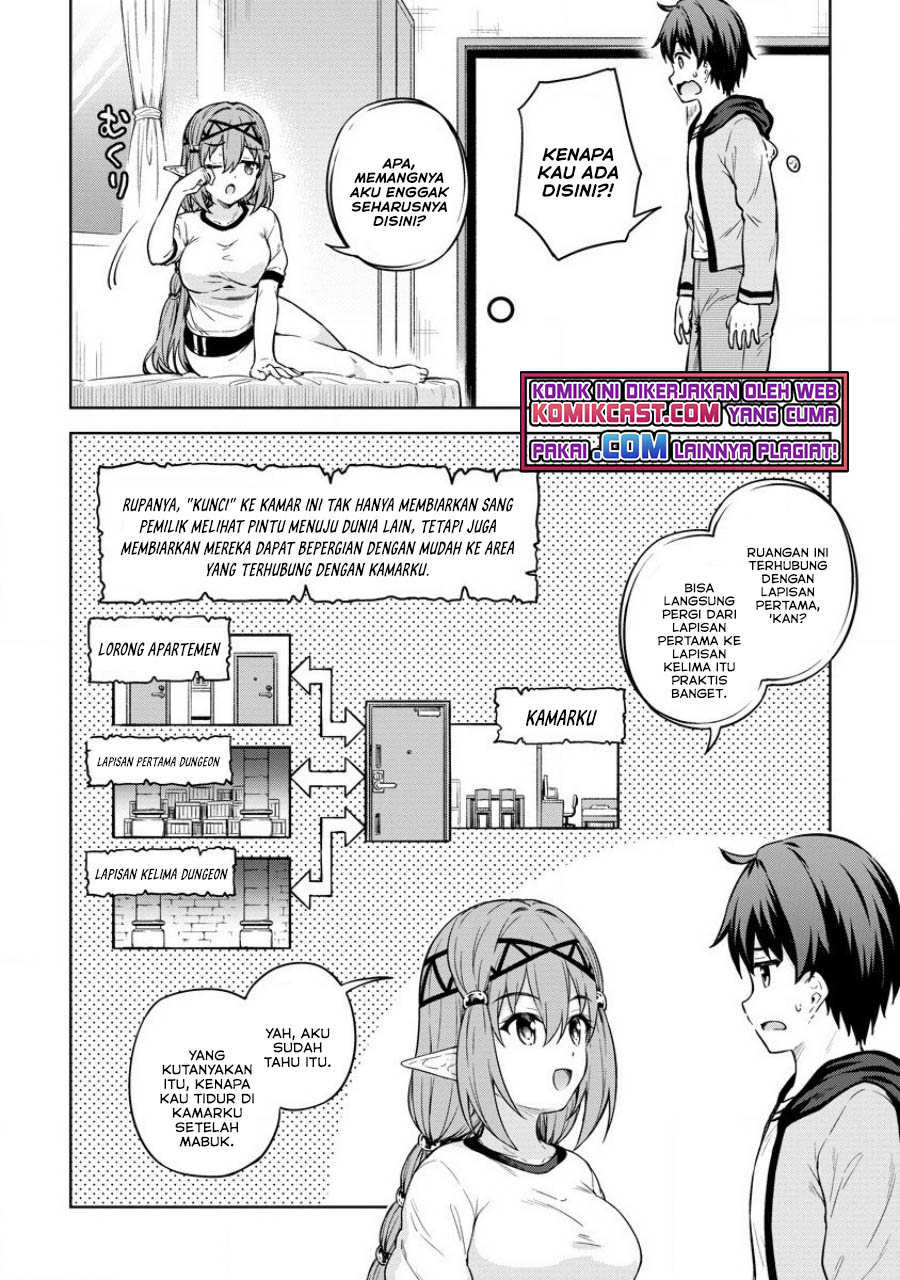 KENAPA
KAU ADA
DISINI?!
APA,
MEMANGNYA
AKU ENGGAK
SEHARUSNYA
DISINI?
むくり
KOMIK INI DIKERJAKAN OLEH WEB
KOMIKCAST.COM YANG CUMA
PAKAI .COM LAINNYA PLAGIAT!
RUPANYA, "KUNCI" KE KAMAR INI TAK HANYA MEMBIARKAN SANG
PEMILIK MELIHAT PINTU MENUJU DUNIA LAIN, TETAPI JUGA
MEMBIARKAN MEREKA DAPAT BEPERGIAN DENGAN MUDAH KE AREA
YANG TERHUBUNG DENGAN KAMARKU.
RUANGAN INI
TERHUBUNG
DENGAN
LAPISAN
PERTAMA,
'KAN?
BISA
LANGSUNG
PERGI DARI
LAPISAN
PERTAMA KE
LAPISAN
KELIMA ITU
PRAKTIS
BANGET.
LORONG APARTEMEN
KAMARKU
LAPISAN PERTAMA DUNGEON
LAPISAN KELIMA DUNGEON
YAH, AKU
SUDAH
TAHU ITU.
YANG
KUTANYAKAN
ITU, KENAPA
KAU TIDUR DI
KAMARKU
SETELAH
MABUK.